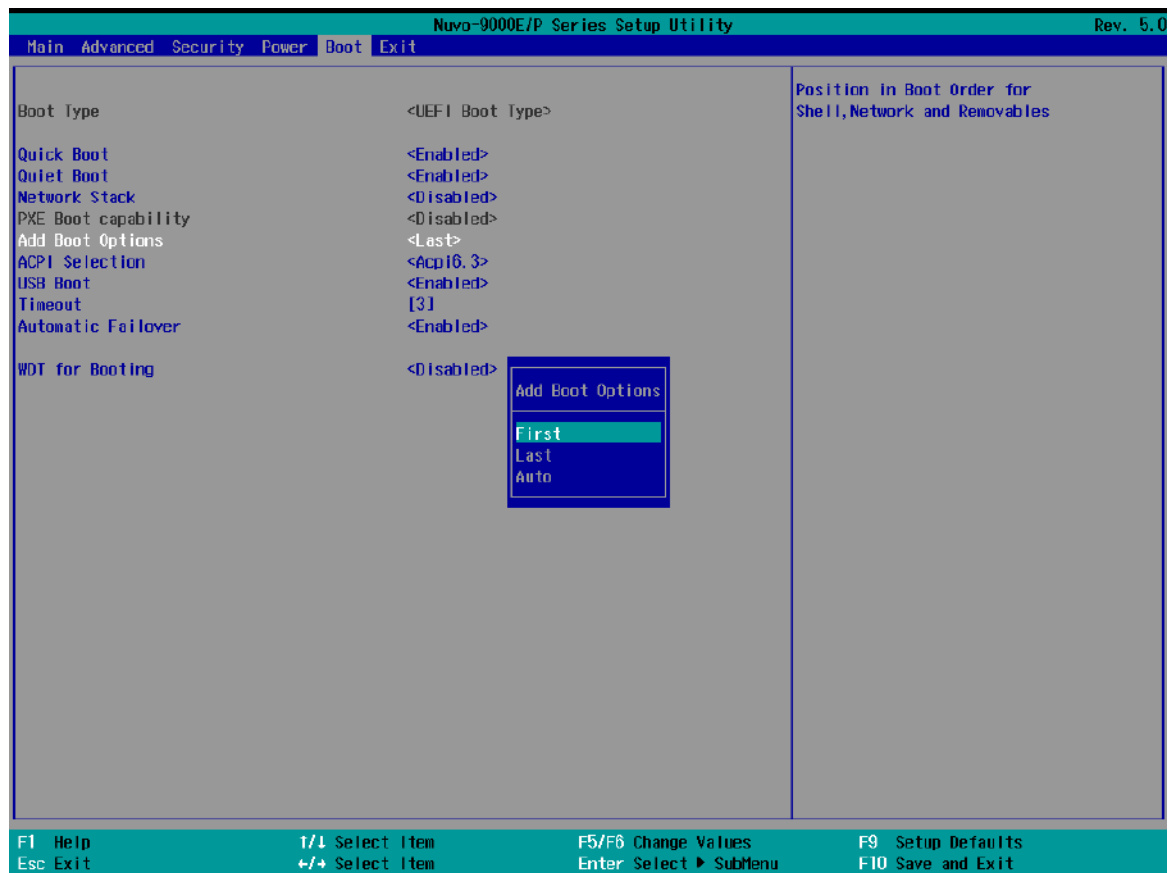 Nuvo-9000E/P Series Setup Utility Rev. 5.0
Main Advanced Security Power Boot Exit
Position in Boot Order for
Boot Type <UEFI Boot Type> Shell,Network and Removables
Quick Boot <Enabled>
Quiet Boot <Enabled>
Network Stack <Disabled>
PXE Boot capability <Disabled>
Add Boot Options <Last>
ACPI Selection <Acpi6.3>
USB Boot <Enabled>
Timeout [3]
Automatic Failover <Enabled>
WDT for Booting <Disabled>
Add Boot Options
First
Last
Auto
F1 Help ↑/↓ Select Item F5/F6 Change Values F9 Setup Defaults
Esc Exit ←/→ Select Item Enter Select ▶ SubMenu F10 Save and Exit